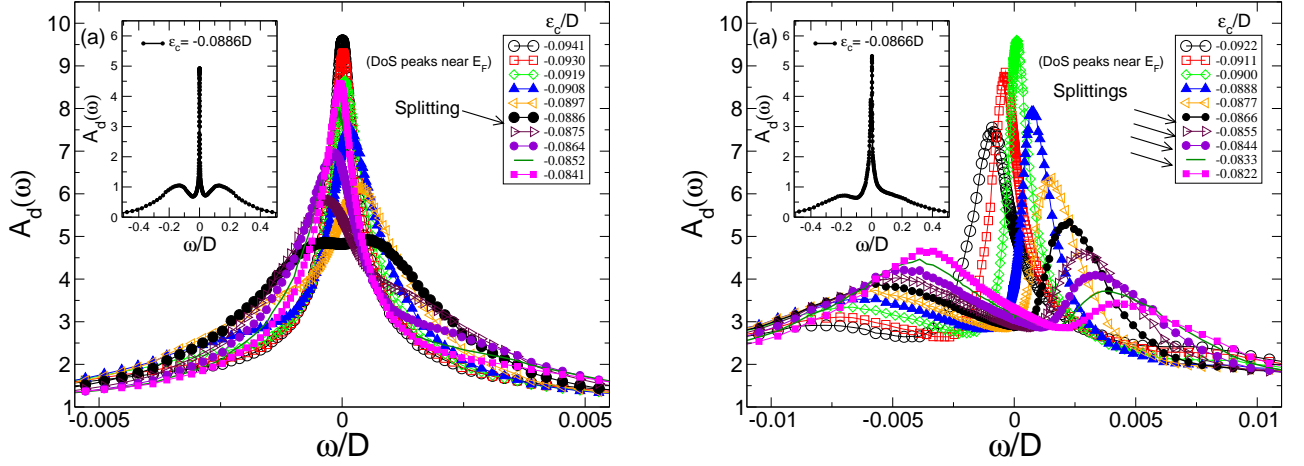 (a)
6
5
4
3
2
1
0
A_d(ω)
ε_c= -0.0886D
-0.4 -0.2 0 0.2 0.4
ω/D
(DoS peaks near E_F)
Splitting
ε_c/D
-0.0941
-0.0930
-0.0919
-0.0908
-0.0897
-0.0886
-0.0875
-0.0864
-0.0852
-0.0841
10
9
8
7
6
5
4
3
2
1
A_d(ω)
-0.005 0 0.005
ω/D
(a)
6
5
4
3
2
1
0
A_d(ω)
ε_c= -0.0866D
-0.4 -0.2 0 0.2 0.4
ω/D
(DoS peaks near E_F)
Splittings
ε_c/D
-0.0922
-0.0911
-0.0900
-0.0888
-0.0877
-0.0866
-0.0855
-0.0844
-0.0833
-0.0822
10
9
8
7
6
5
4
3
2
1
A_d(ω)
-0.01 -0.005 0 0.005 0.01
ω/D